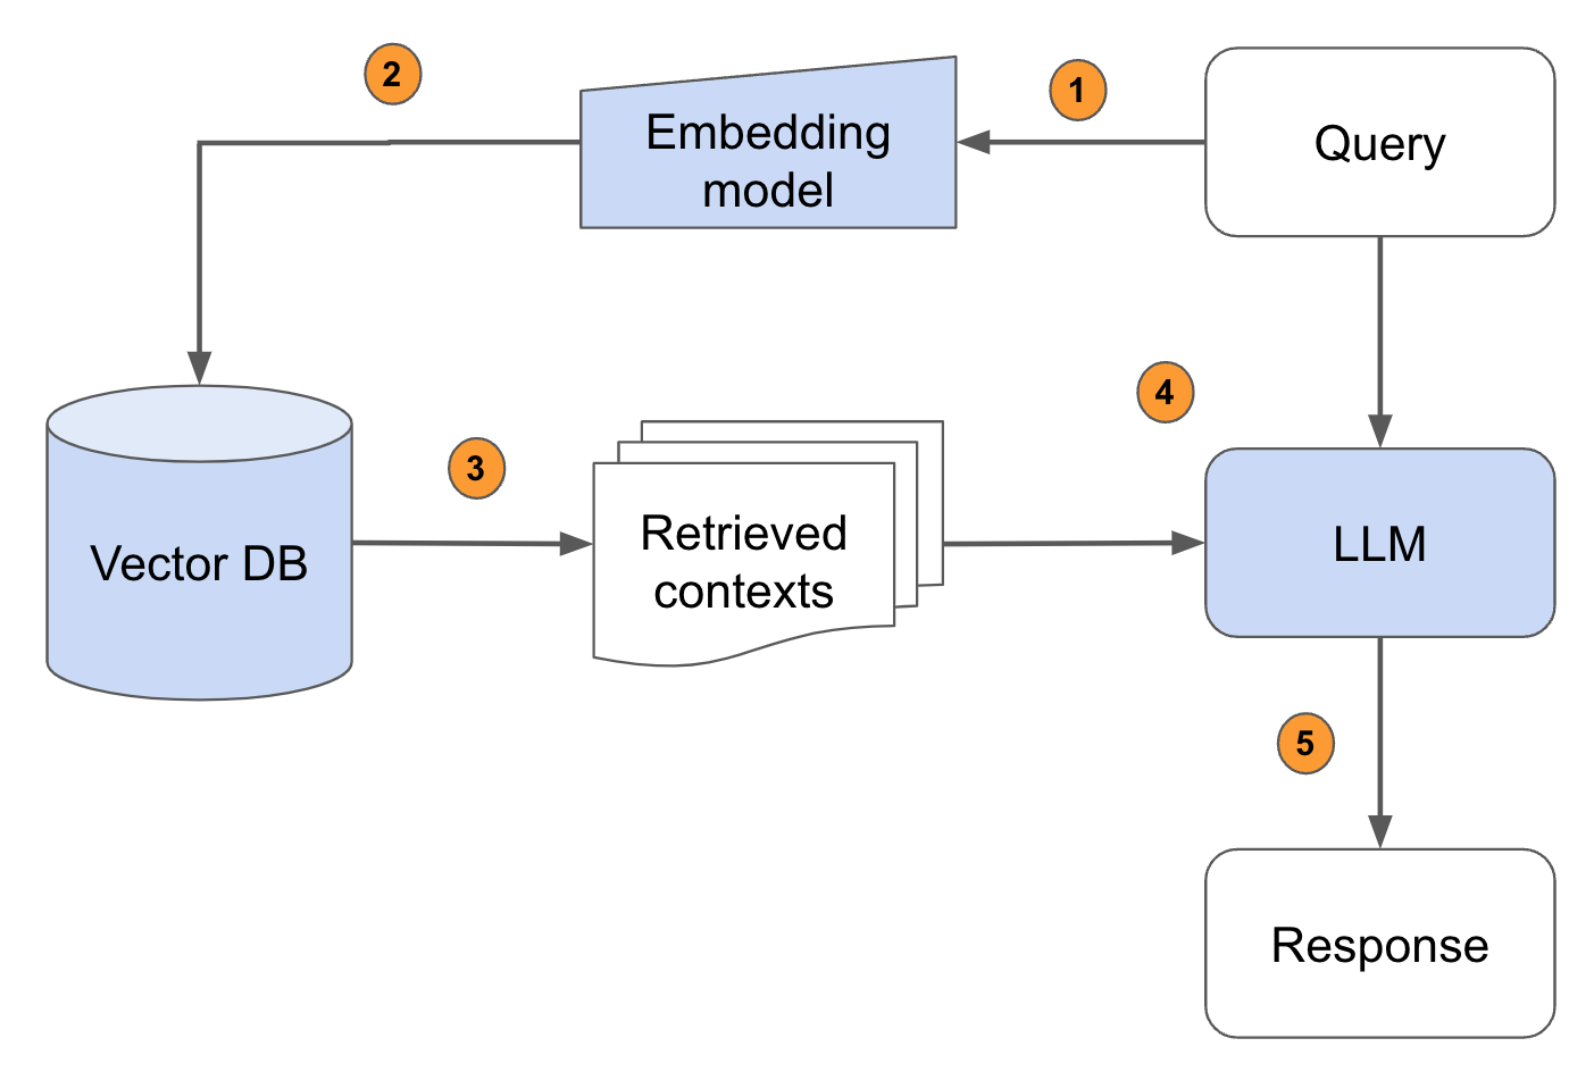 2
1
Embedding
model
Query
4
3
Retrieved
contexts
Vector DB
LLM
5
Response